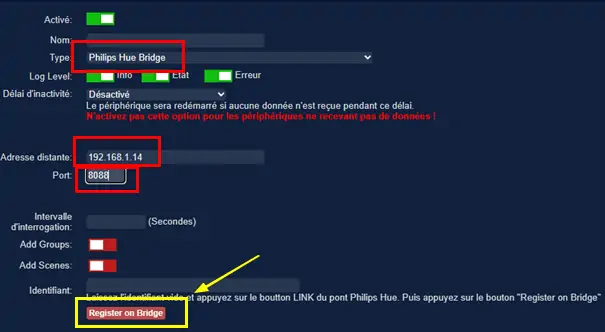 Activé:
Nom:
Type: Philips Hue Bridge
Log Level: Info Etat Erreur
Délai d'inactivité: Désactivé
Le périphérique sera redémarré si aucune donnée n'est reçue pendant ce délai.
N'activez pas cette option pour les périphériques ne recevant pas de données !
Adresse distante: 192.168.1.14
Port: 8088
Intervalle
d'interrogation: (Secondes)
Add Groups:
Add Scenes:
Identifiant:
Laissez l'identifiant vide et appuyez sur le boutton LINK du pont Philips Hue. Puis appuyez sur le bouton "Register on Bridge"
Register on Bridge